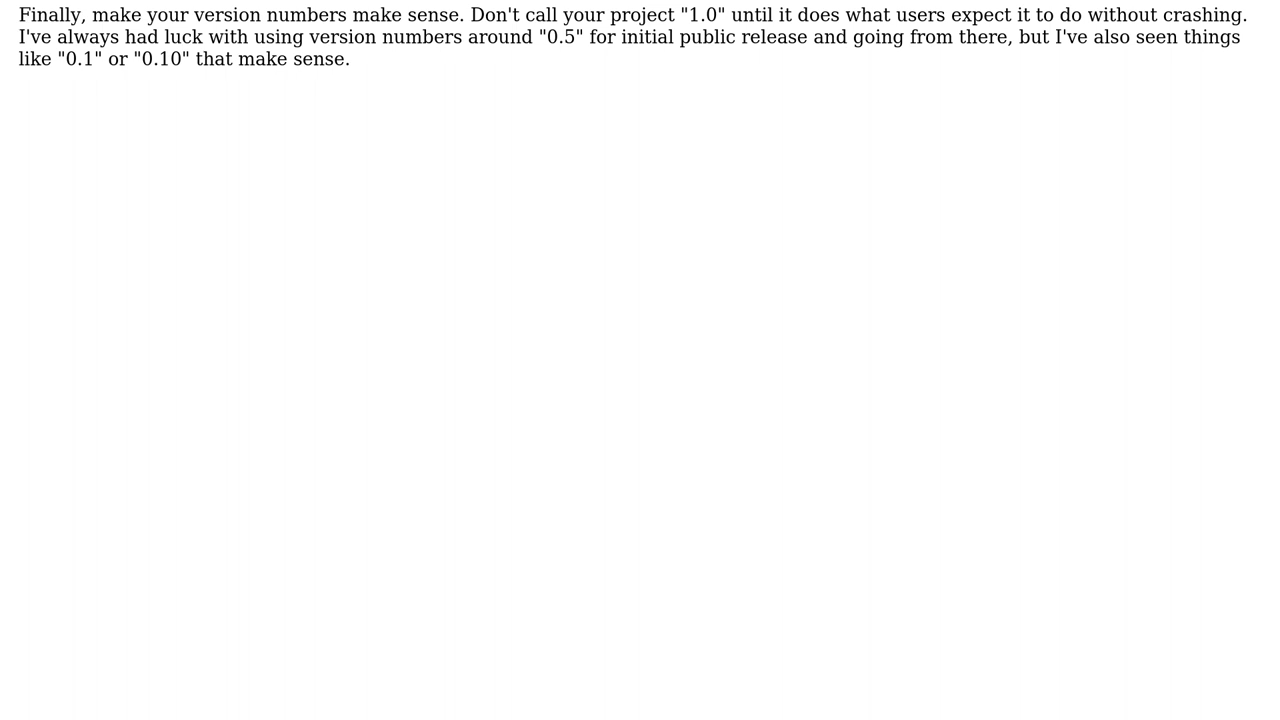 Finally, make your version numbers make sense. Don't call your project "1.0" until it does what users expect it to do without crashing.
I've always had luck with using version numbers around "0.5" for initial public release and going from there, but I've also seen things
like "0.1" or "0.10" that make sense.